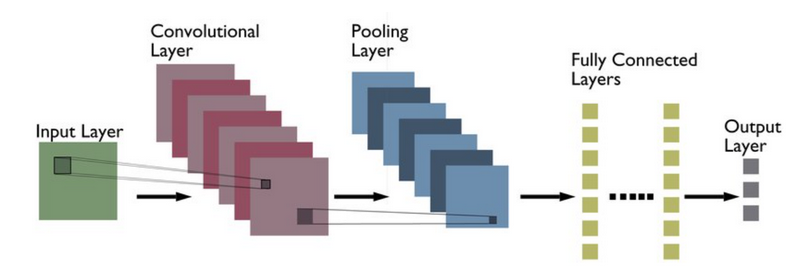 Convolutional
Layer
Pooling
Layer
Fully Connected
Layers
Input Layer
Output
Layer